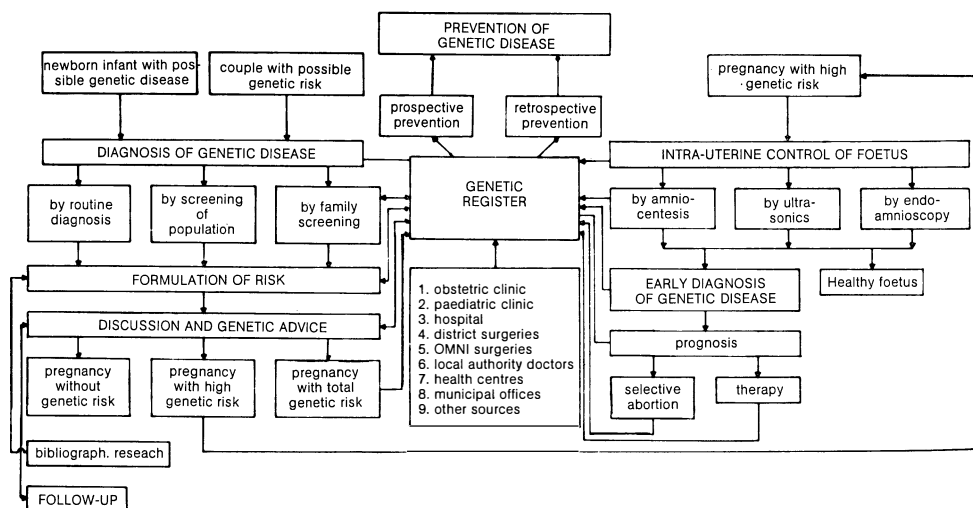 PREVENTION OF
GENETIC DISEASE
newborn infant with pos-
sible genetic disease
couple with possible
genetic risk
pregnancy with high
genetic risk
prospective
prevention
retrospective
prevention
DIAGNOSIS OF GENETIC DISEASE
INTRA-UTERINE CONTROL OF FOETUS
GENETIC
REGISTER
by routine
diagnosis
by screening
of
population
by family
screening
by amnio-
centesis
by ultra-
sonics
by endo-
amnioscopy
FORMULATION OF RISK
EARLY DIAGNOSIS
OF GENETIC DISEASE
Healthy foetus
1. obstetric clinic
2. paediatric clinic
3. hospital
4. district surgeries
5. OMNI surgeries
6. local authority doctors
7. health centres
8. municipal offices
9. other sources
DISCUSSION AND GENETIC ADVICE
prognosis
pregnancy
without
genetic risk
pregnancy
with high
genetic risk
pregnancy
with total
genetic risk
selective
abortion
therapy
bibliograph. reseach
FOLLOW-UP